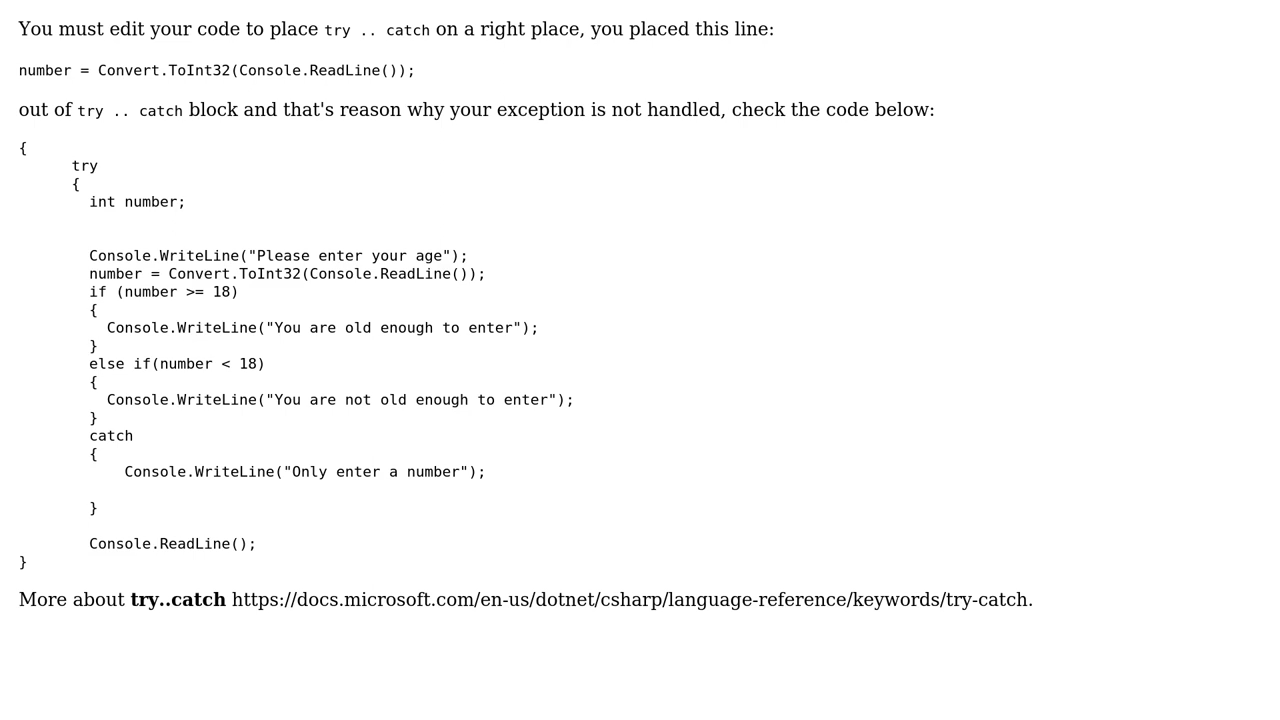 You must edit your code to place try .. catch on a right place, you placed this line:
number = Convert.ToInt32(Console.ReadLine());
out of try .. catch block and that's reason why your exception is not handled, check the code below:
{
      try
      {
        int number;


        Console.WriteLine("Please enter your age");
        number = Convert.ToInt32(Console.ReadLine());
        if (number >= 18)
        {
          Console.WriteLine("You are old enough to enter");
        }
        else if(number < 18)
        {
          Console.WriteLine("You are not old enough to enter");
        }
        catch
        {
            Console.WriteLine("Only enter a number");

        }

        Console.ReadLine();
}
More about try..catch https://docs.microsoft.com/en-us/dotnet/csharp/language-reference/keywords/try-catch.